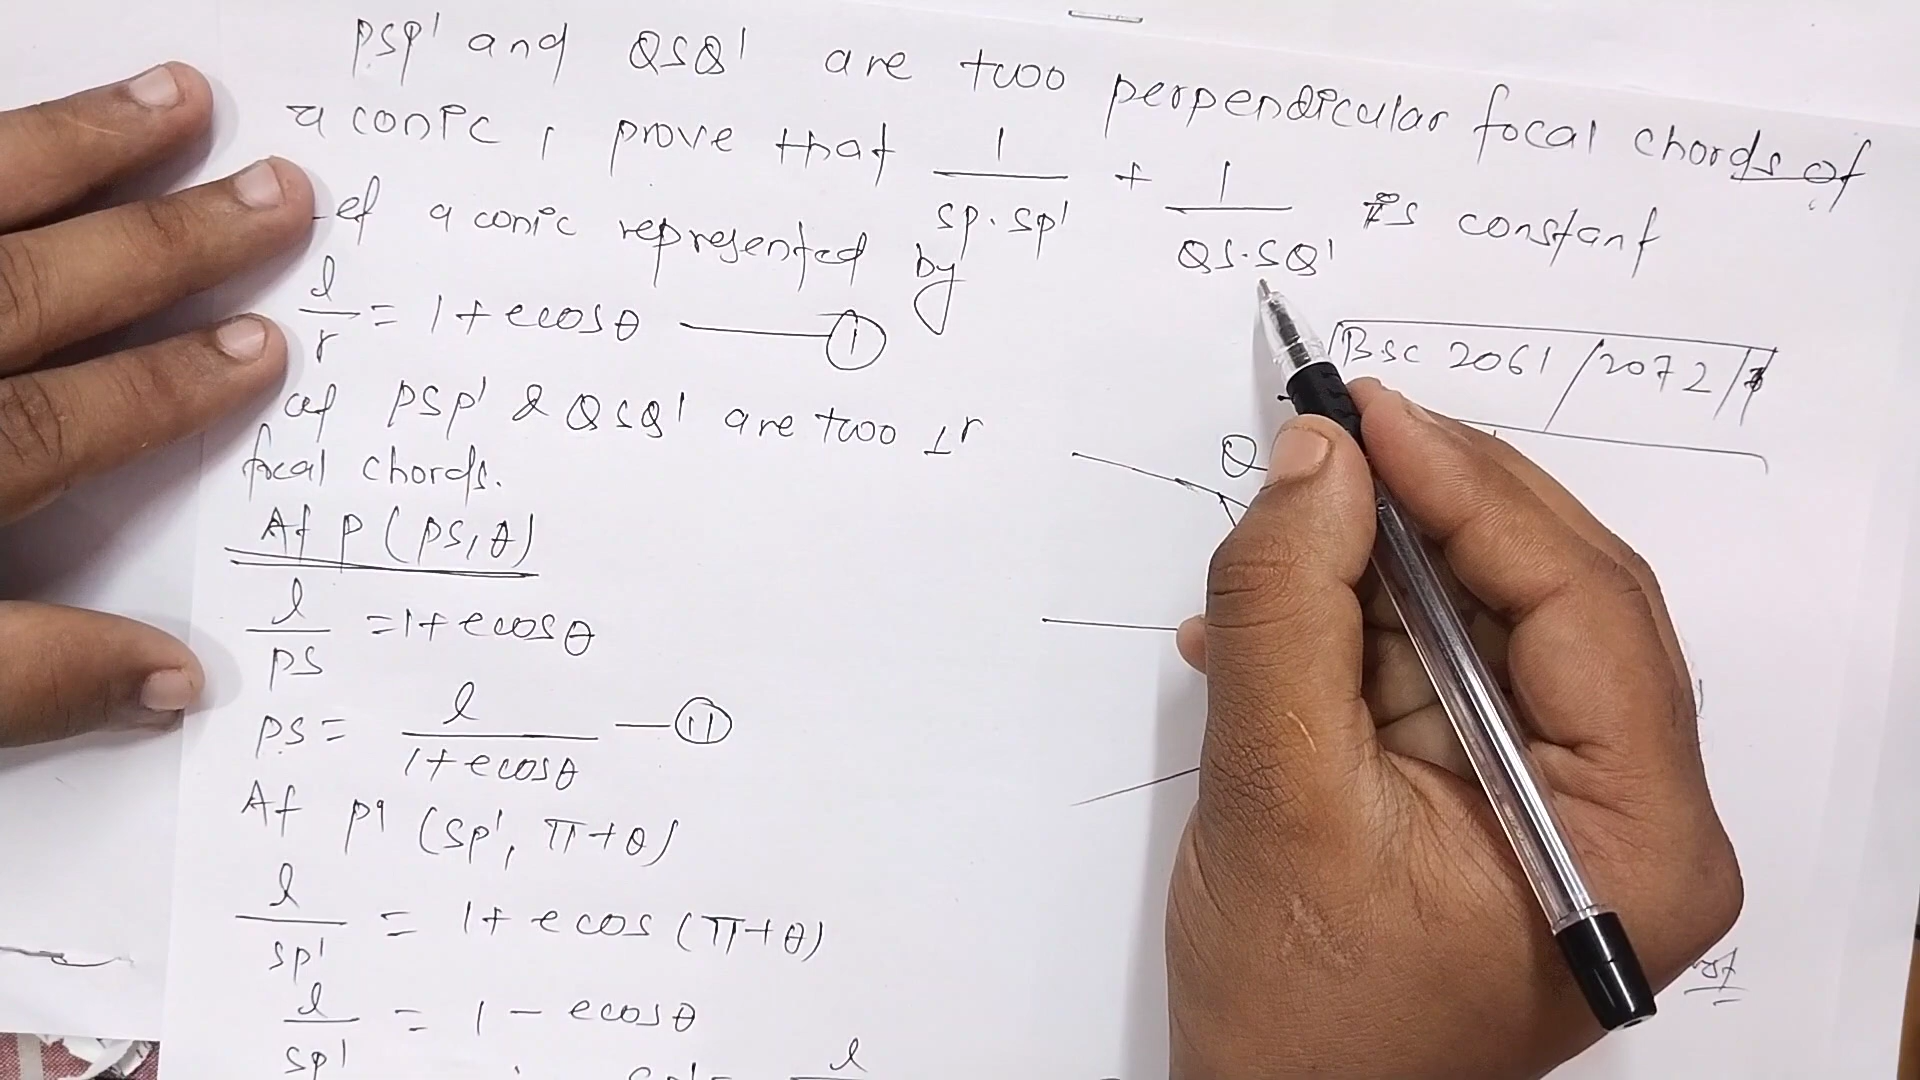 PSP' and QSQ' are two perpendicular focal chords of
a conic, prove that 1/SP.SP' + 1/QS.SQ' is constant
Let a conic represented by
l/r = 1+ecosθ — (1)
Let PSP' & QSQ' are two ⊥r
focal chords.
At P(PS,θ)
l/PS = 1+ecosθ
PS = l/1+ecosθ — (11)
At P' (SP', π+θ)
l/SP' = 1+ecos(π+θ)
l/SP' = 1-ecosθ
l
BSC 2061/2072/
Q